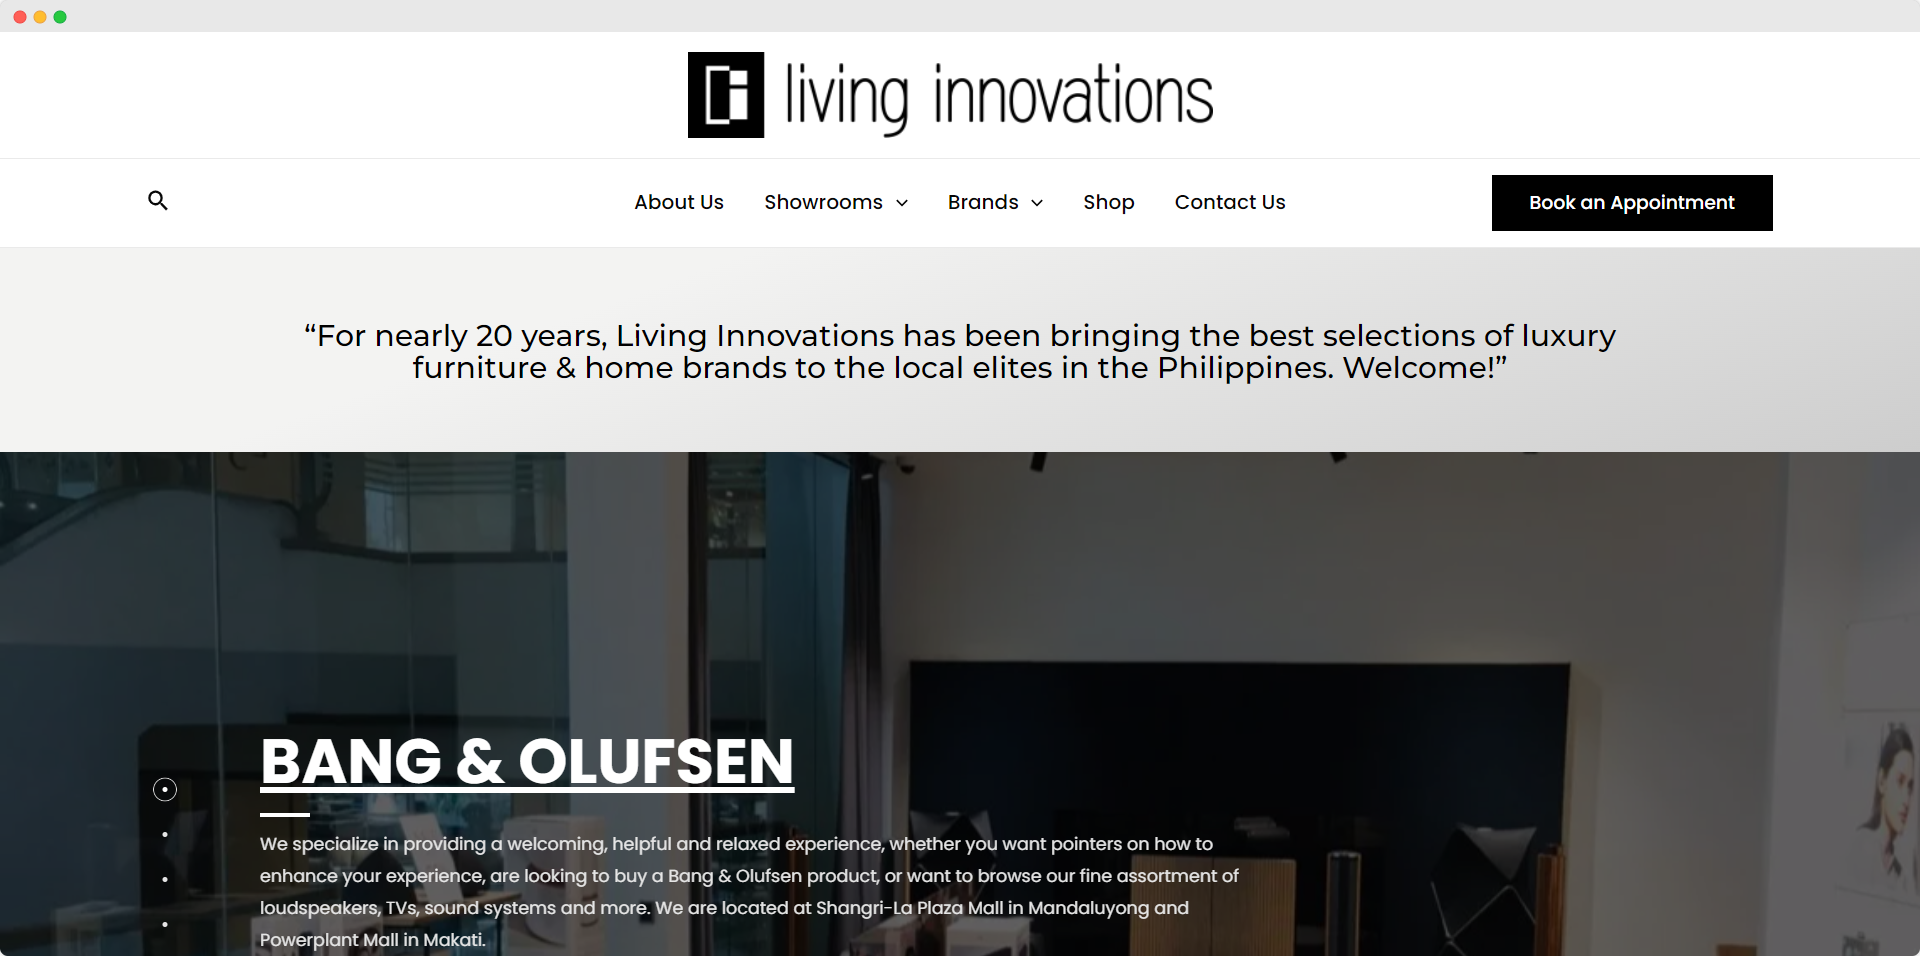 living innovations
About Us Showrooms Brands Shop Contact Us Book an Appointment
“For nearly 20 years, Living Innovations has been bringing the best selections of luxury
furniture & home brands to the local elites in the Philippines. Welcome!”
BANG & OLUFSEN
We specialize in providing a welcoming, helpful and relaxed experience, whether you want pointers on how to
enhance your experience, are looking to buy a Bang & Olufsen product, or want to browse our fine assortment of
loudspeakers, TVs, sound systems and more. We are located at Shangri-La Plaza Mall in Mandaluyong and
Powerplant Mall in Makati.